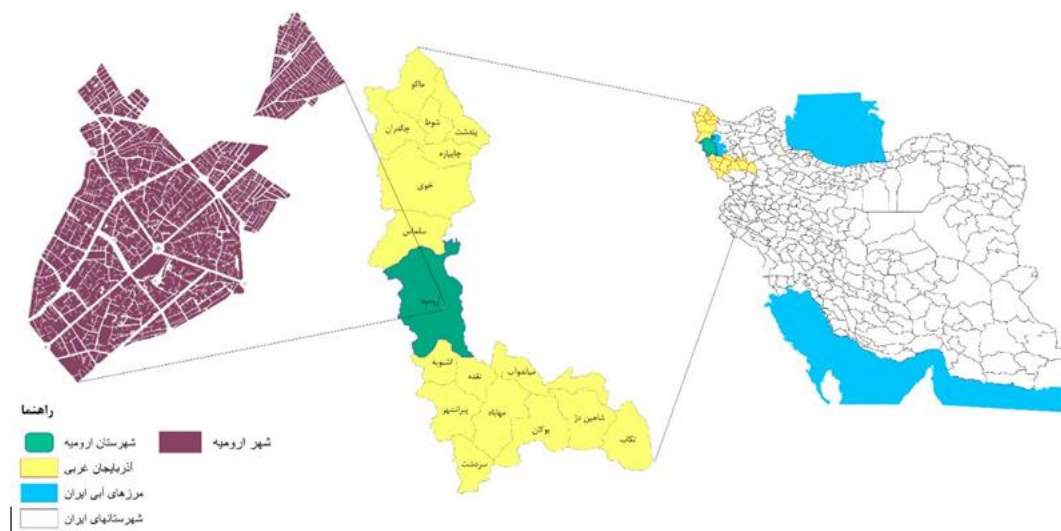 ماکو
شوط
پلدشت
چالدران
چایپاره
خوی
سلماس
ارومیه
اشنویه
نقده
میاندوآب
پیرانشهر
مهاباد
بوکان
شاهین دژ
تکاب
سردشت
راهنما
شهرستان ارومیه
شهر ارومیه
آذربایجان غربی
مرزهای آبی ایران
شهرستانهای ایران